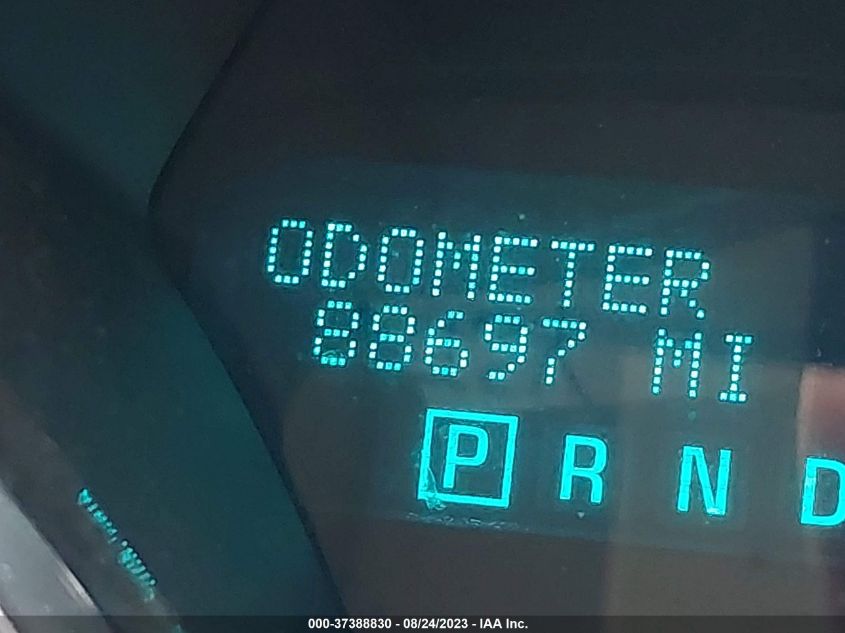 ODOMETER
88697 MI
P R N D
000-37388830 - 08/24/2023 - IAA Inc.